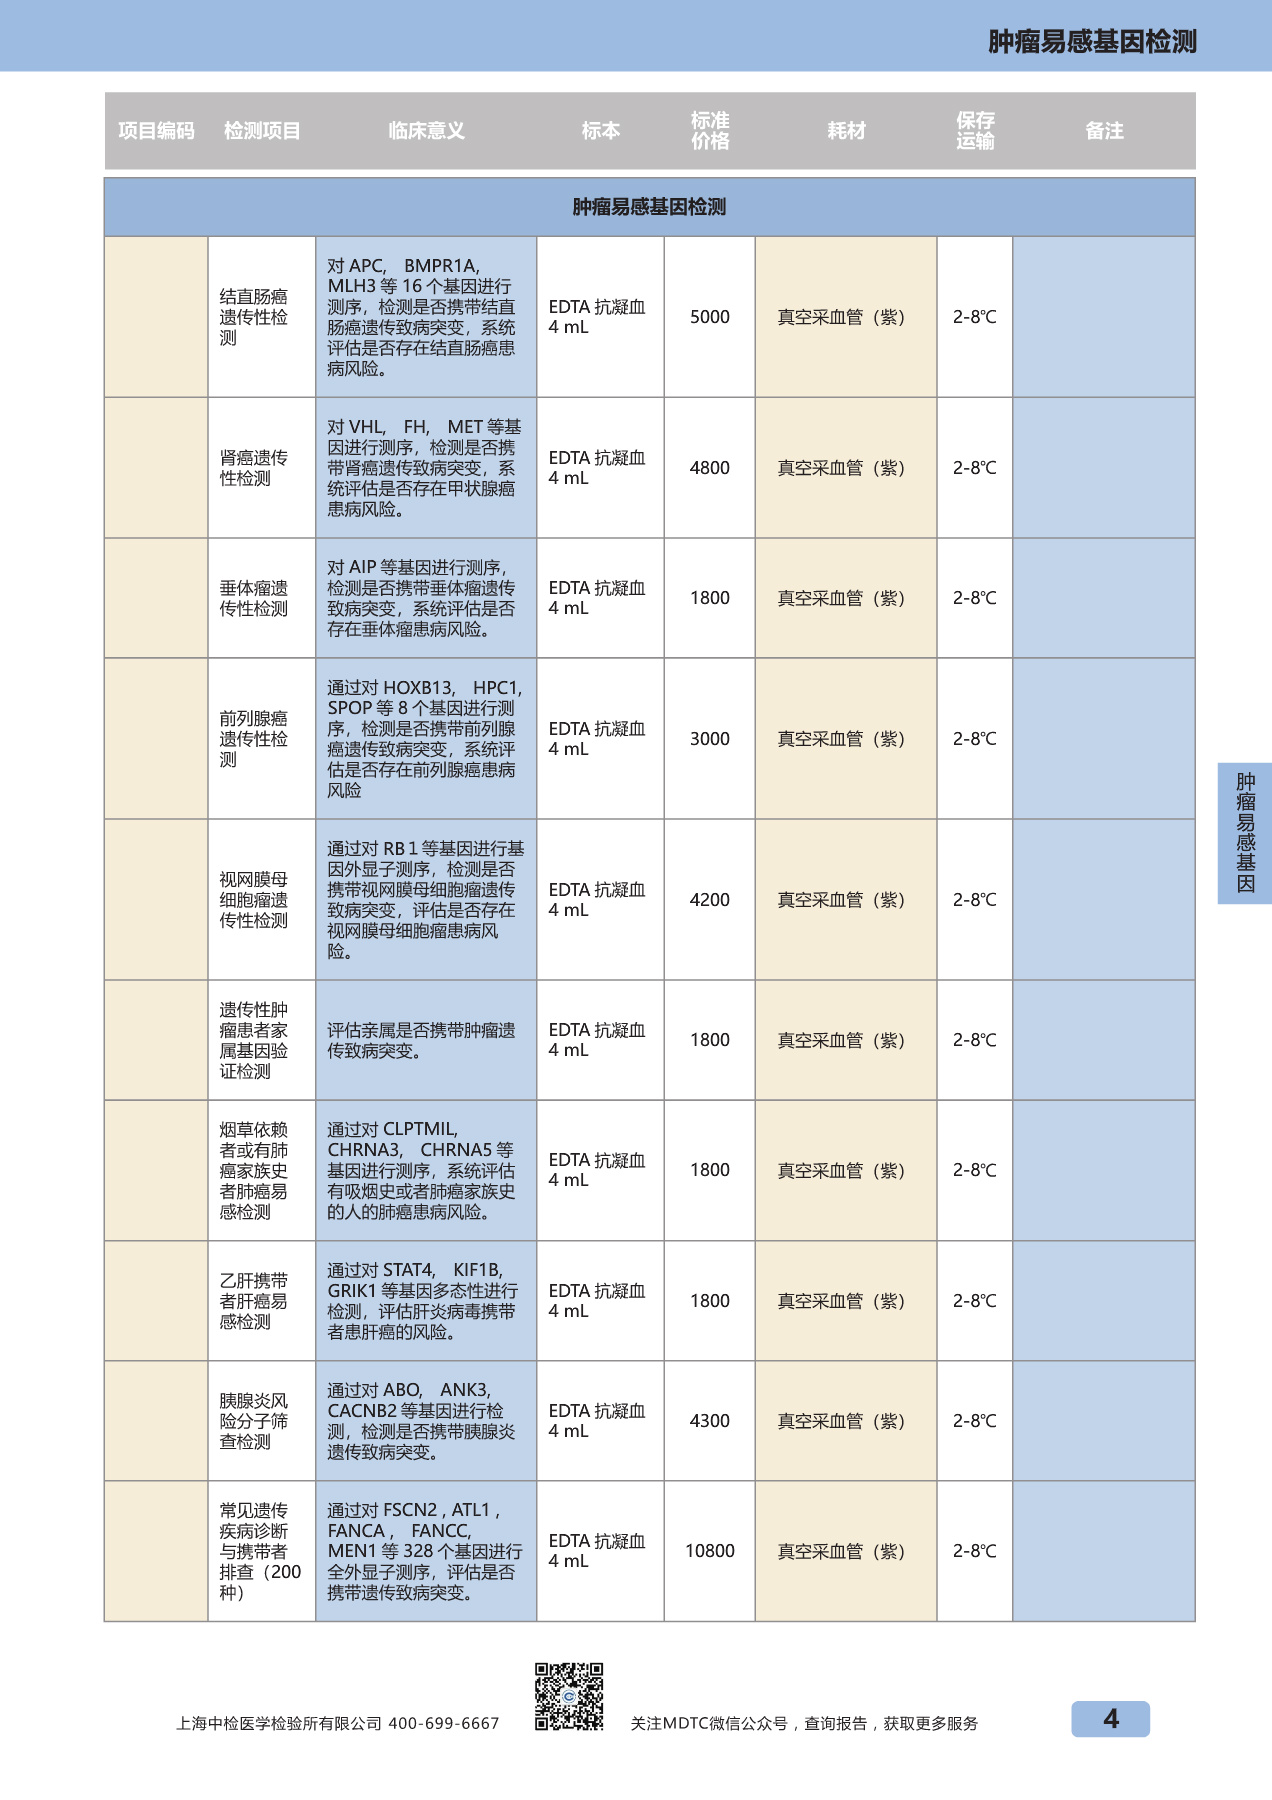 肿瘤易感基因检测
项目编码 检测项目 临床意义 标本 标准 价格 耗材 保存 运输 备注
肿瘤易感基因检测
结直肠癌
遗传性检
测
对 APC, BMPR1A,
MLH3 等 16 个基因进行
测序，检测是否携带结直
肠癌遗传致病突变，系统
评估是否存在结直肠癌患
病风险。
EDTA 抗凝血
4 mL
5000
真空采血管（紫）
2-8℃
肾癌遗传
性检测
对 VHL, FH, MET 等基
因进行测序，检测是否携
带肾癌遗传致病突变，系
统评估是否存在甲状腺癌
患病风险。
EDTA 抗凝血
4 mL
4800
真空采血管（紫）
2-8℃
垂体瘤遗
传性检测
对 AIP 等基因进行测序，
检测是否携带垂体瘤遗传
致病突变，系统评估是否
存在垂体瘤患病风险。
EDTA 抗凝血
4 mL
1800
真空采血管（紫）
2-8℃
前列腺癌
遗传性检
测
通过对 HOXB13, HPC1,
SPOP 等 8 个基因进行测
序，检测是否携带前列腺
癌遗传致病突变，系统评
估是否存在前列腺癌患病
风险
EDTA 抗凝血
4 mL
3000
真空采血管（紫）
2-8℃
视网膜母
细胞瘤遗
传性检测
通过对 RB 1 等基因进行基
因外显子测序，检测是否
携带视网膜母细胞瘤遗传
致病突变，评估是否存在
视网膜母细胞瘤患病风
险。
EDTA 抗凝血
4 mL
4200
真空采血管（紫）
2-8℃
遗传性肿
瘤患者家
属基因验
证检测
评估亲属是否携带肿瘤遗
传致病突变。
EDTA 抗凝血
4 mL
1800
真空采血管（紫）
2-8℃
烟草依赖
者或有肺
癌家族史
者肺癌易
感检测
通过对 CLPTMIL,
CHRNA3, CHRNA5 等
基因进行测序，系统评估
有吸烟史或者肺癌家族史
的人的肺癌患病风险。
EDTA 抗凝血
4 mL
1800
真空采血管（紫）
2-8℃
乙肝携带
者肝癌易
感检测
通过对 STAT4, KIF1B,
GRIK1 等基因多态性进行
检测，评估肝炎病毒携带
者患肝癌的风险。
EDTA 抗凝血
4 mL
1800
真空采血管（紫）
2-8℃
胰腺炎风
险分子筛
查检测
通过对 ABO, ANK3,
CACNB2 等基因进行检
测，检测是否携带胰腺炎
遗传致病突变。
EDTA 抗凝血
4 mL
4300
真空采血管（紫）
2-8℃
常见遗传
疾病诊断
与携带者
排查（200
种）
通过对 FSCN2 , ATL1 ,
FANCA , FANCC,
MEN1 等 328 个基因进行
全外显子测序，评估是否
携带遗传致病突变。
EDTA 抗凝血
4 mL
10800
真空采血管（紫）
2-8℃
肿瘤易感基因
上海中检医学检验所有限公司 400-699-6667
关注MDTC微信公众号，查询报告，获取更多服务
4